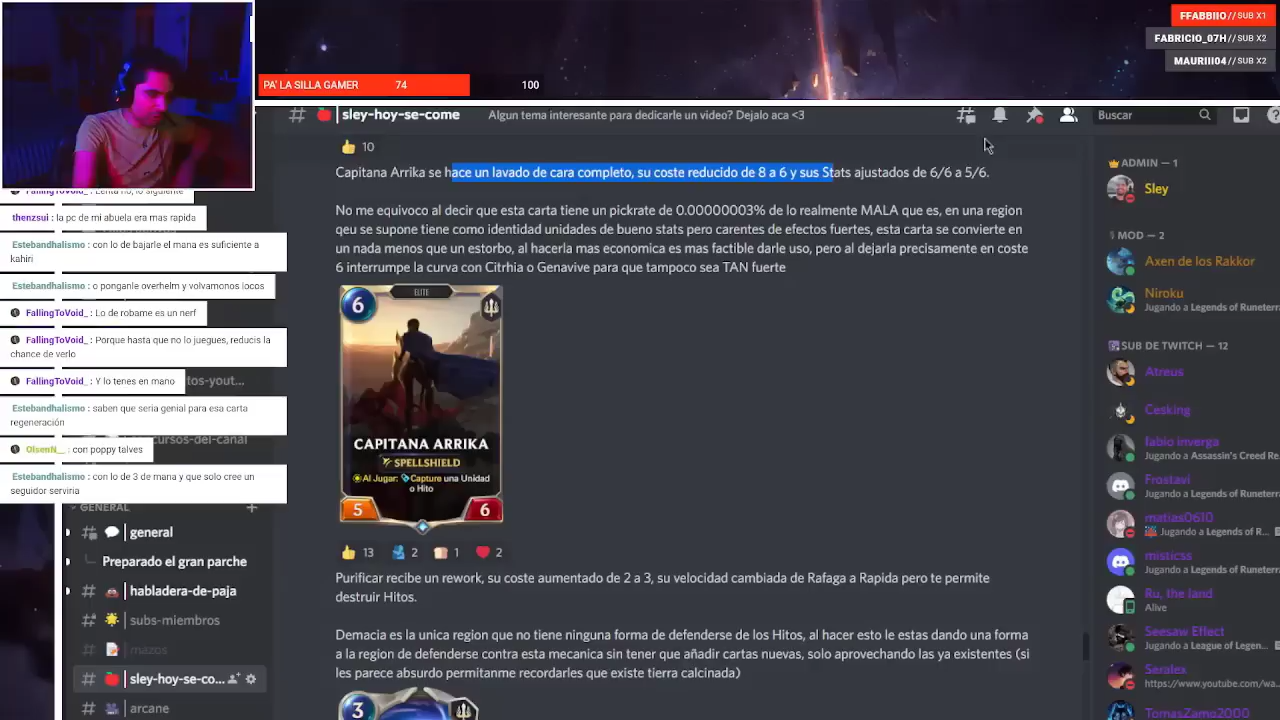 FFABBIIO// SUB X1
FABRICIO_07H// SUB X2
MAURIII04// SUB X2
PA' LA SILLA GAMER 74 100
# sley-hoy-se-come Algun tema interesante para dedicarle un video? Dejalo aca <3 Buscar
10
Capitana Arrika se hace un lavado de cara completo, su coste reducido de 8 a 6 y sus Stats ajustados de 6/6 a 5/6.
No me equivoco al decir que esta carta tiene un pickrate de 0.00000003% de lo realmente MALA que es, en una region
qeu se supone tiene como identidad unidades de bueno stats pero carentes de efectos fuertes, esta carta se convierte en
un nada menos que un estorbo, al hacerla mas economica es mas factible darle uso, pero al dejarla precisamente en coste
6 interrumpe la curva con Citrhia o Genavive para que tampoco sea TAN fuerte
6
ELITE
CAPITANA ARRIKA
SPELLSHIELD
Al Jugar: Capture una Unidad
o Hito
5 6
13 2 1 2
Purificar recibe un rework, su coste aumentado de 2 a 3, su velocidad cambiada de Rafaga a Rapida pero te permite
destruir Hitos.
Demacia es la unica region que no tiene ninguna forma de defenderse de los Hitos, al hacer esto le estas dando una forma
a la region de defenderse contra esta mecanica sin tener que añadir cartas nuevas, solo aprovechando las ya existentes (si
les parece absurdo permitanme recordarles que existe tierra calcinada)
3
FallingToVoid_ : Lenta no, lo siguiente
thenzsui : la pc de mi abuela era mas rapida
Estebandhalismo : con lo de bajarle el mana es suficiente a
kahiri
Estebandhalismo : o ponganle overhelm y volvamonos locos
FallingToVoid_ : Lo de robame es un nerf
FallingToVoid_ : Porque hasta que no lo juegues, reducis la
chance de verlo
FallingToVoid_ : Y lo tenes en mano
tos-yout...
Estebandhalismo : saben que seria genial para esa carta
regeneración
cursos-del-canal
OlsenN__ : con poppy talves
Estebandhalismo : con lo de 3 de mana y que solo cree un
seguidor serviria
GENERAL
general
Preparado el gran parche
habladera-de-paja
subs-miembros
mazos
sley-hoy-se-co...
arcane
ADMIN — 1
Sley
MOD — 2
Axen de los Rakkor
Niroku
Jugando a Legends of Runeterra
SUB DE TWITCH — 12
Atreus
Cesking
fabio inverga
Jugando a Assassin's Creed Re...
Frostavi
Jugando a Legends of Runeterra
matias0610
Jugando a Legends of R...
misticss
Jugando a Legends of Runeterra
Ru, the land
Alive
Seesaw Effect
Jugando a League of Legen...
Seralex
https://www.youtube.com/wa...
TomasZamo2000